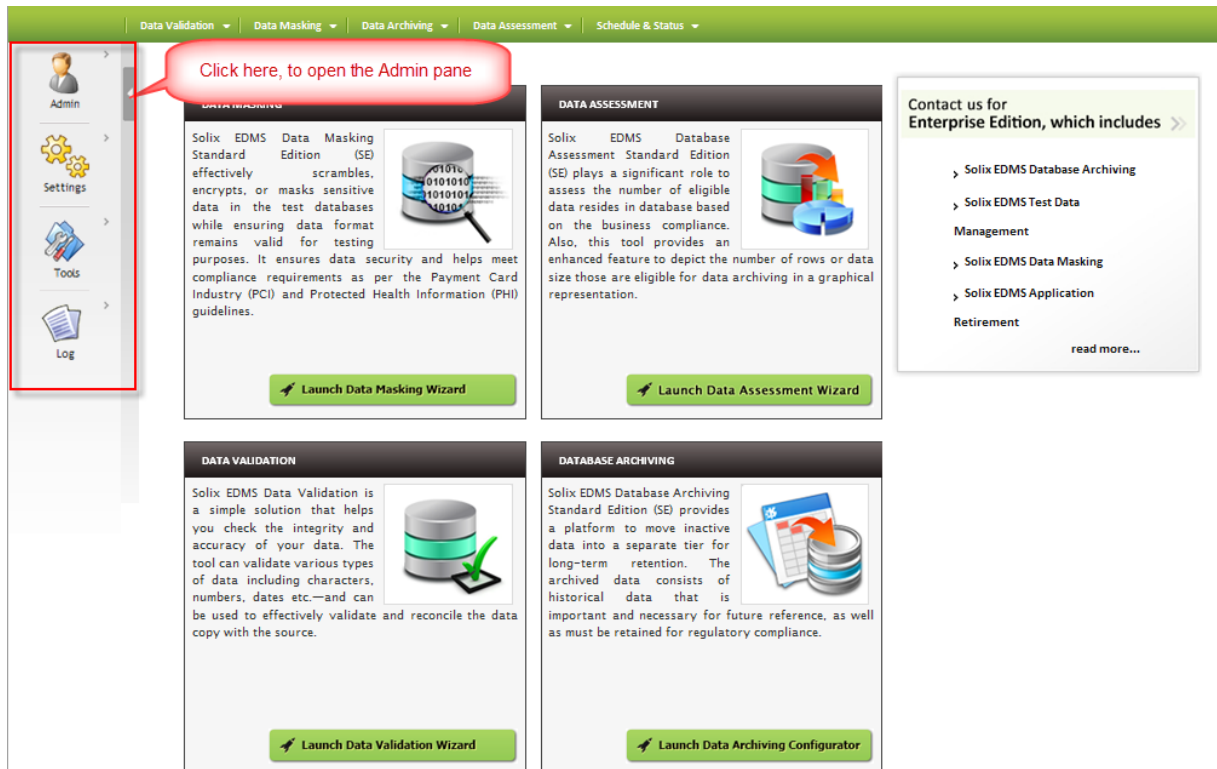 Data Validation
Data Masking
Data Archiving
Data Assessment
Schedule & Status
Admin
Settings
Tools
Log
Click here, to open the Admin pane
DATA MASKING
Solix EDMS Data Masking
Standard Edition (SE)
effectively scrambles,
encrypts, or masks sensitive
data in the test databases
while ensuring data format
remains valid for testing
purposes. It ensures data security and helps meet
compliance requirements as per the Payment Card
Industry (PCI) and Protected Health Information (PHI)
guidelines.
Launch Data Masking Wizard
DATA ASSESSMENT
Solix EDMS Database
Assessment Standard Edition
(SE) plays a significant role to
assess the number of eligible
data resides in database based
on the business compliance.
Also, this tool provides an
enhanced feature to depict the number of rows or data
size those are eligible for data archiving in a graphical
representation.
Launch Data Assessment Wizard
Contact us for
Enterprise Edition, which includes
Solix EDMS Database Archiving
Solix EDMS Test Data
Management
Solix EDMS Data Masking
Solix EDMS Application
Retirement
read more...
DATA VALIDATION
Solix EDMS Data Validation is
a simple solution that helps
you check the integrity and
accuracy of your data. The
tool can validate various types
of data including characters,
numbers, dates etc.—and can
be used to effectively validate and reconcile the data
copy with the source.
Launch Data Validation Wizard
DATABASE ARCHIVING
Solix EDMS Database Archiving
Standard Edition (SE) provides
a platform to move inactive
data into a separate tier for
long-term retention. The
archived data consists of
historical data that is
important and necessary for future reference, as well
as must be retained for regulatory compliance.
Launch Data Archiving Configurator